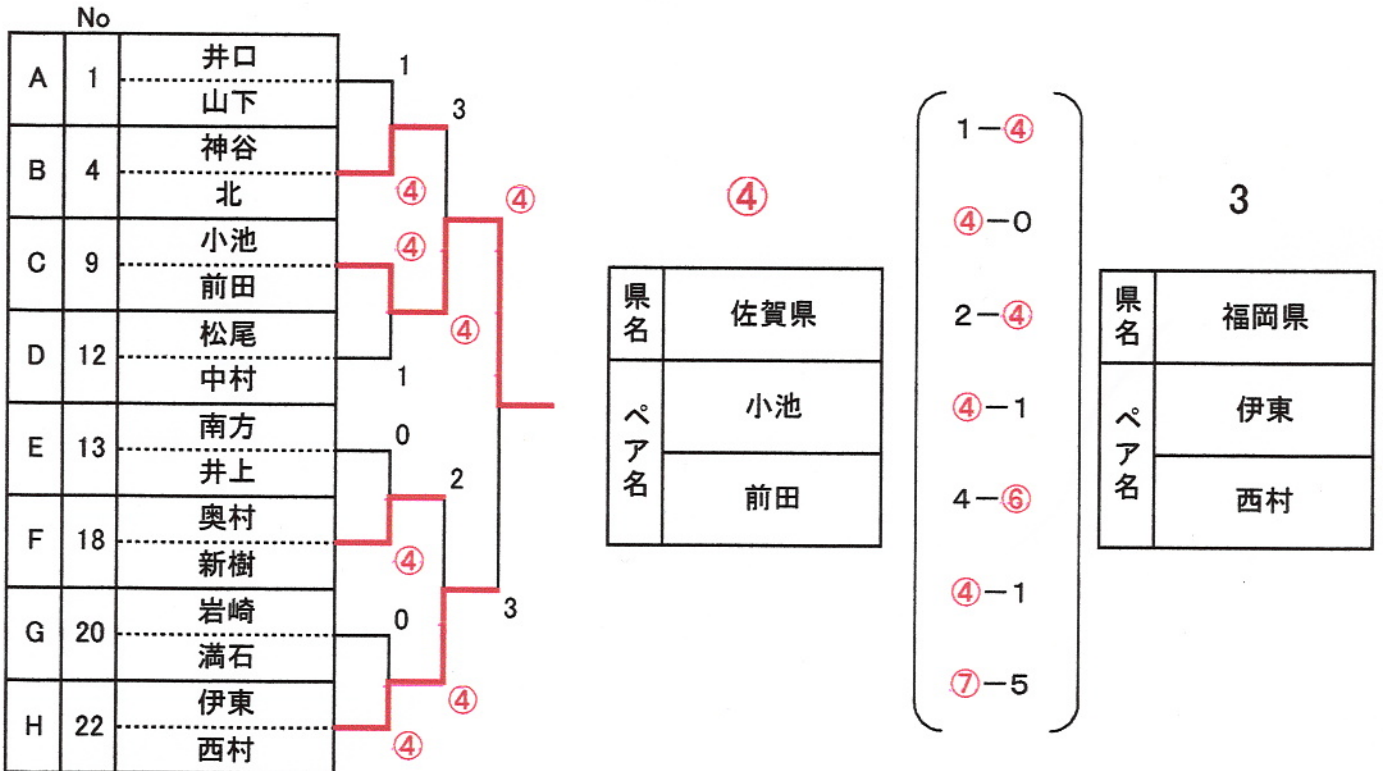 No
A 1 井口
山下
1
3
B 4 神谷
北
④
④
C 9 小池
前田
④
④
D 12 松尾
中村
1
E 13 南方
井上
0
2
F 18 奥村
新樹
④
G 20 岩崎
満石
0
3
H 22 伊東
西村
④
④
④
県名 佐賀県
ペア名 小池
前田
1－④
④－0
2－④
④－1
4－⑥
④－1
⑦－5
3
県名 福岡県
ペア名 伊東
西村